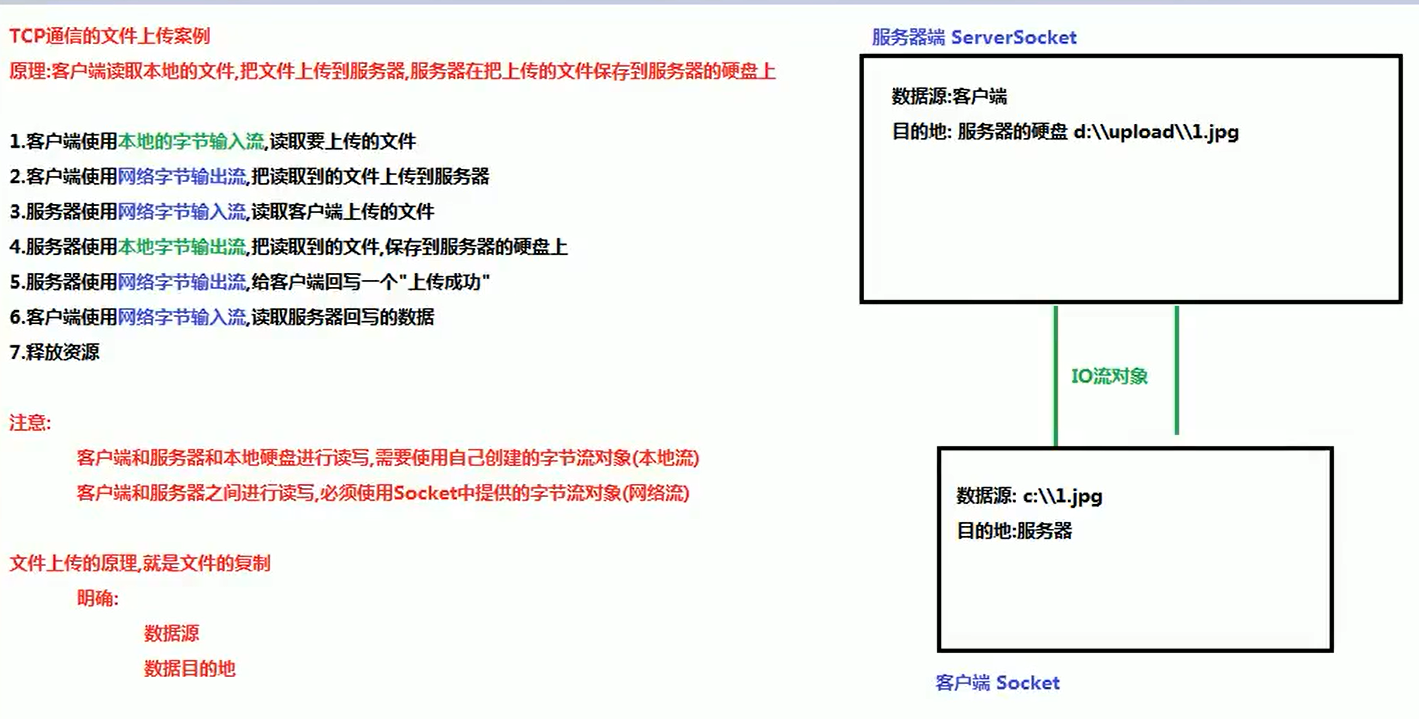 TCP通信的文件上传案例
原理:客户端读取本地的文件,把文件上传到服务器,服务器在把上传的文件保存到服务器的硬盘上
1.客户端使用本地的字节输入流,读取要上传的文件
2.客户端使用网络字节输出流,把读取到的文件上传到服务器
3.服务器使用网络字节输入流,读取客户端上传的文件
4.服务器使用本地字节输出流,把读取到的文件,保存到服务器的硬盘上
5.服务器使用网络字节输出流,给客户端回写一个"上传成功"
6.客户端使用网络字节输入流,读取服务器回写的数据
7.释放资源
注意:
客户端和服务器和本地硬盘进行读写,需要使用自己创建的字节流对象(本地流)
客户端和服务器之间进行读写,必须使用Socket中提供的字节流对象(网络流)
文件上传的原理,就是文件的复制
明确:
数据源
数据目的地
服务器端 ServerSocket
数据源:客户端
目的地: 服务器的硬盘 d:\\upload\\1.jpg
IO流对象
数据源: c:\\1.jpg
目的地:服务器
客户端 Socket